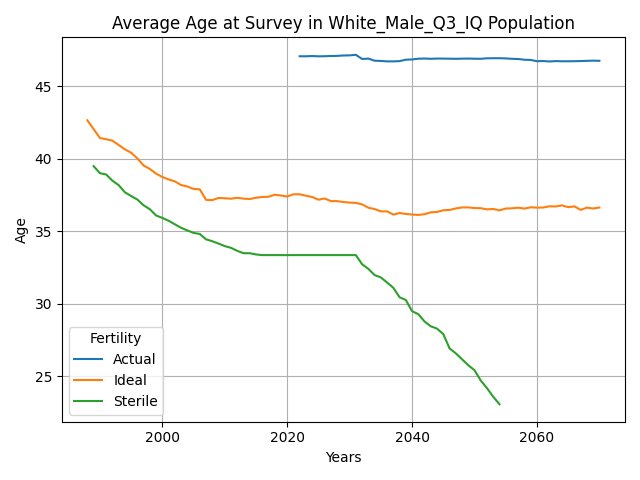 Average Age at Survey in White_Male_Q3_IQ Population
Age
45
40
35
30
25
Fertility
Actual
Ideal
Sterile
2000
2020
2040
2060
Years